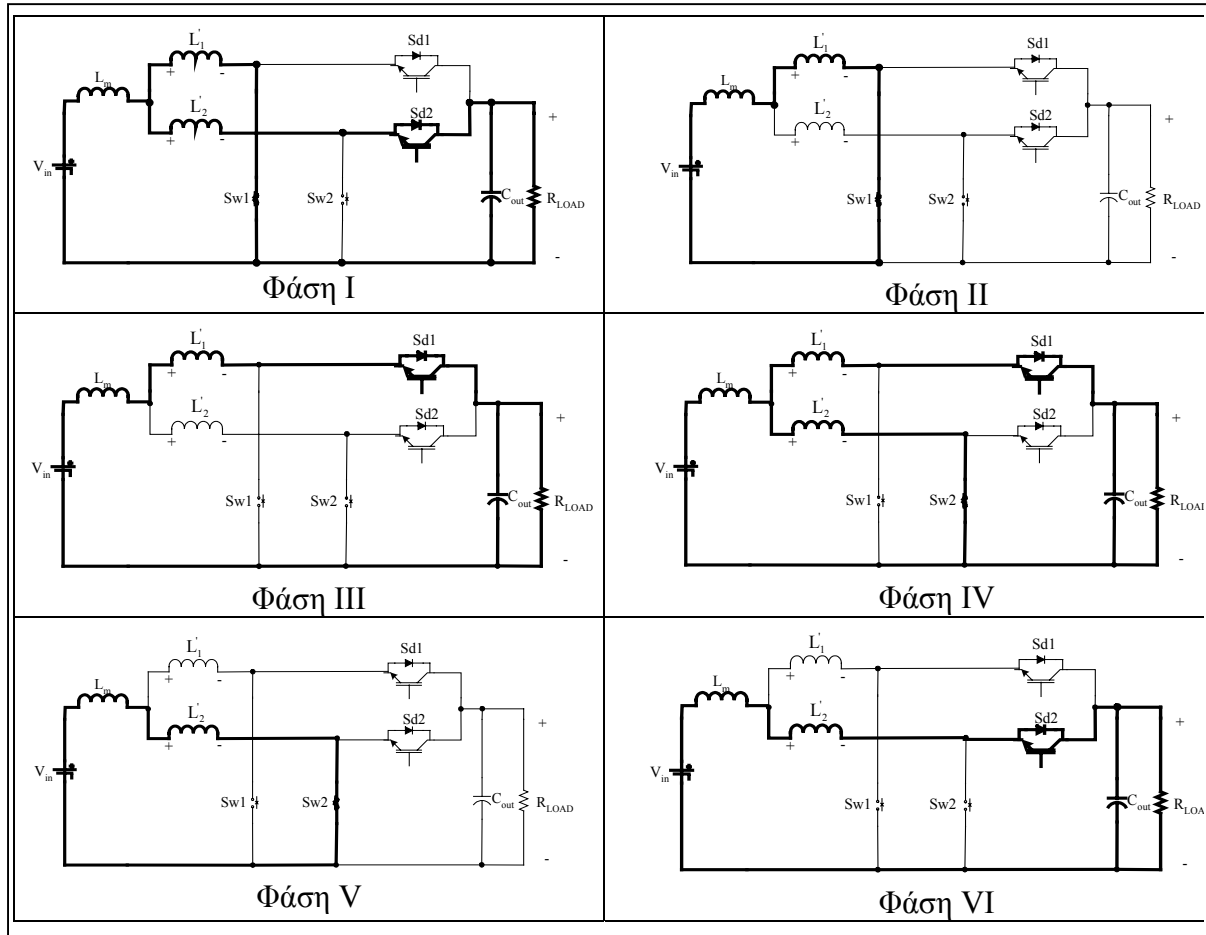 L'1
Sd1
Lm
+ -
L'2
Sd2
+
+ -
Vin
Sw1
Sw2
Cout
RLOAD
-
Φάση I
L'1
Sd1
Lm
+ -
L'2
Sd2
+
+ -
Vin
Sw1
Sw2
Cout
RLOAD
-
Φάση II
L'1
Sd1
Lm
+ -
L'2
Sd2
+
+ -
Vin
Sw1
Sw2
Cout
RLOAD
-
Φάση III
L'1
Sd1
Lm
+ -
L'2
Sd2
+
+ -
Vin
Sw1
Sw2
Cout
RLOAD
-
Φάση IV
L'1
Sd1
Lm
+ -
L'2
Sd2
+
+ -
Vin
Sw1
Sw2
Cout
RLOAD
-
Φάση V
L'1
Sd1
Lm
+ -
L'2
Sd2
+
+ -
Vin
Sw1
Sw2
Cout
RLOAD
-
Φάση VI